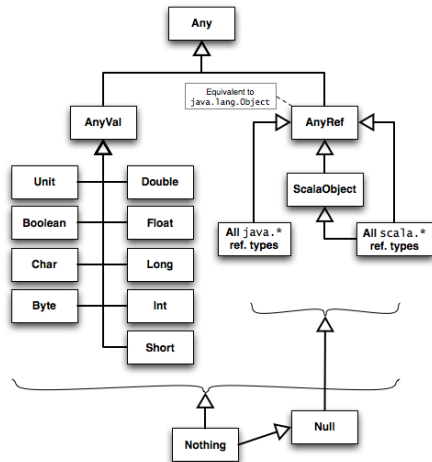 Any
Equivalent to
java.lang.Object
AnyVal
AnyRef
Unit
Double
ScalaObject
Boolean
Float
All java.*
ref. types
All scala.*
ref. types
Char
Long
Byte
Int
Short
Nothing
Null